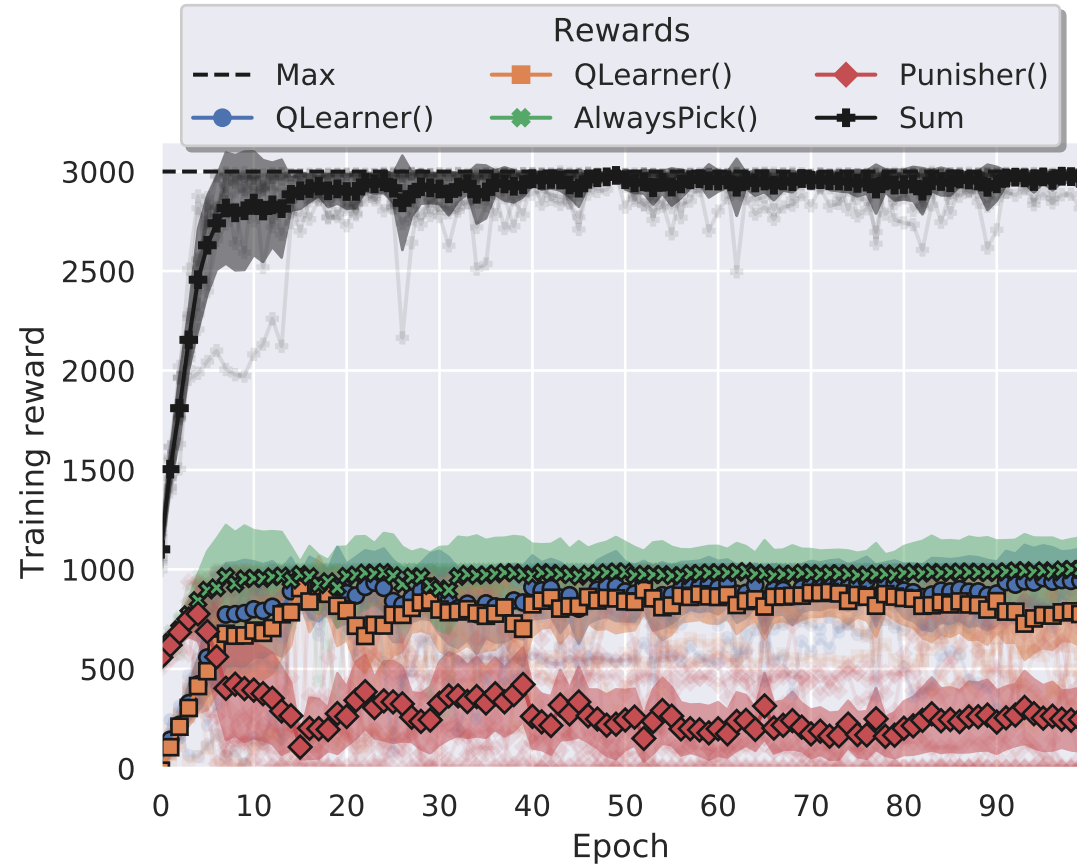 Rewards
Max QLearner() Punisher()
QLearner() AlwaysPick() Sum
3000
2500
2000
1500
1000
500
0
Training reward
0 10 20 30 40 50 60 70 80 90
Epoch